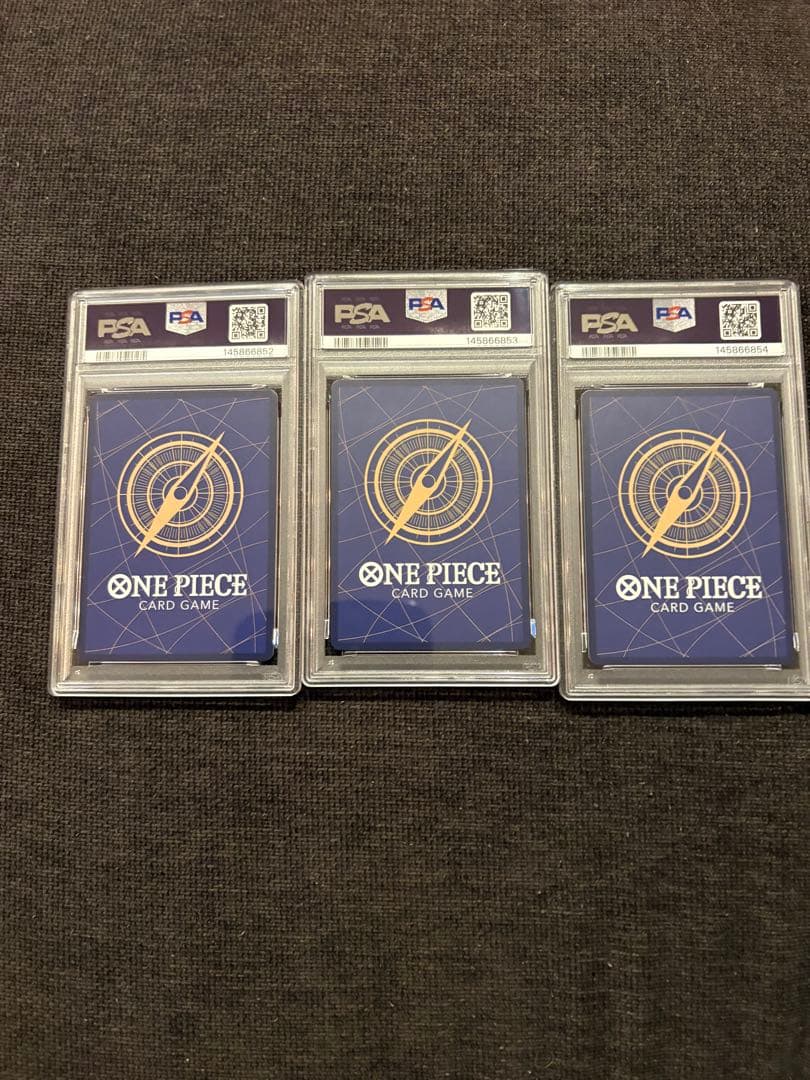 PSA
PSA
145866852
ONE PIECE
CARD GAME
PSA
PSA
145866853
ONE PIECE
CARD GAME
PSA
PSA
145866854
ONE PIECE
CARD GAME